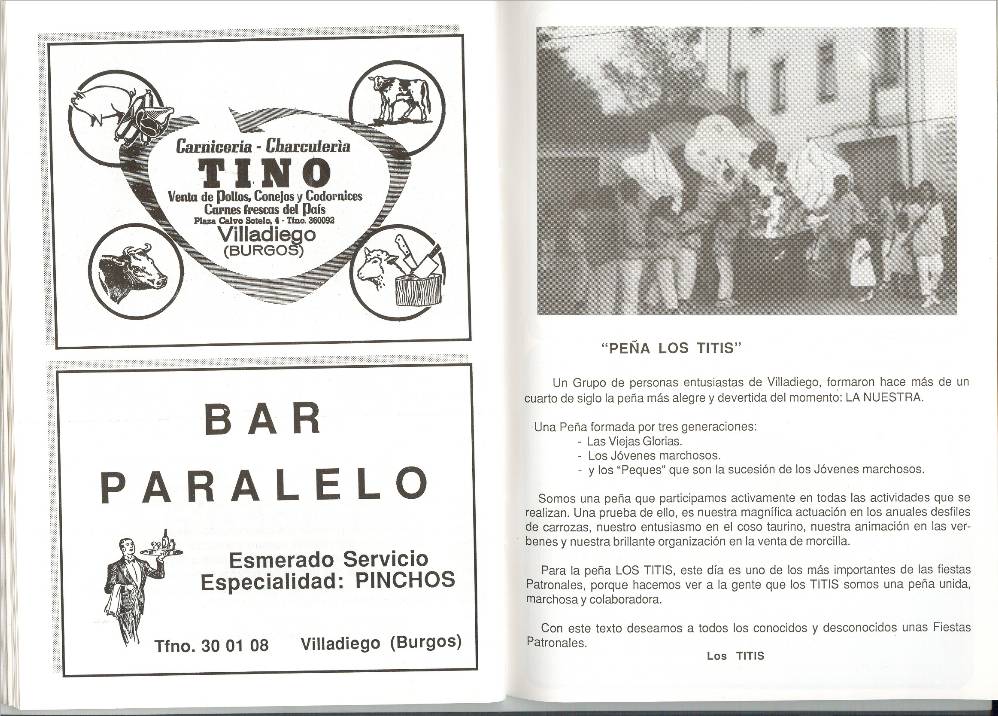 Carnicería - Charcutería
TINO
Venta de Pollos, Conejos y Codornices
Carnes frescas del País
Plaza Calvo Sotelo, 4 - Tfno. 360093
Villadiego
(BURGOS)
BAR
PARALELO
Esmerado Servicio
Especialidad: PINCHOS
Tfno. 30 01 08 Villadiego (Burgos)
“PEÑA LOS TITIS”
Un Grupo de personas entusiastas de Villadiego, formaron hace más de un
cuarto de siglo la peña más alegre y devertida del momento: LA NUESTRA.
Una Peña formada por tres generaciones:
- Las Viejas Glorias.
- Los Jóvenes marchosos.
- y los “Peques” que son la sucesión de los Jóvenes marchosos.
Somos una peña que participamos activamente en todas las actividades que se
realizan. Una prueba de ello, es nuestra magnífica actuación en los anuales desfiles
de carrozas, nuestro entusiasmo en el coso taurino, nuestra animación en las ver-
benes y nuestra brillante organización en la venta de morcilla.
Para la peña LOS TITIS, este día es uno de los más importantes de las fiestas
Patronales, porque hacemos ver a la gente que los TITIS somos una peña unida,
marchosa y colaboradora.
Con este texto deseamos a todos los conocidos y desconocidos unas Fiestas
Patronales.
Los TITIS